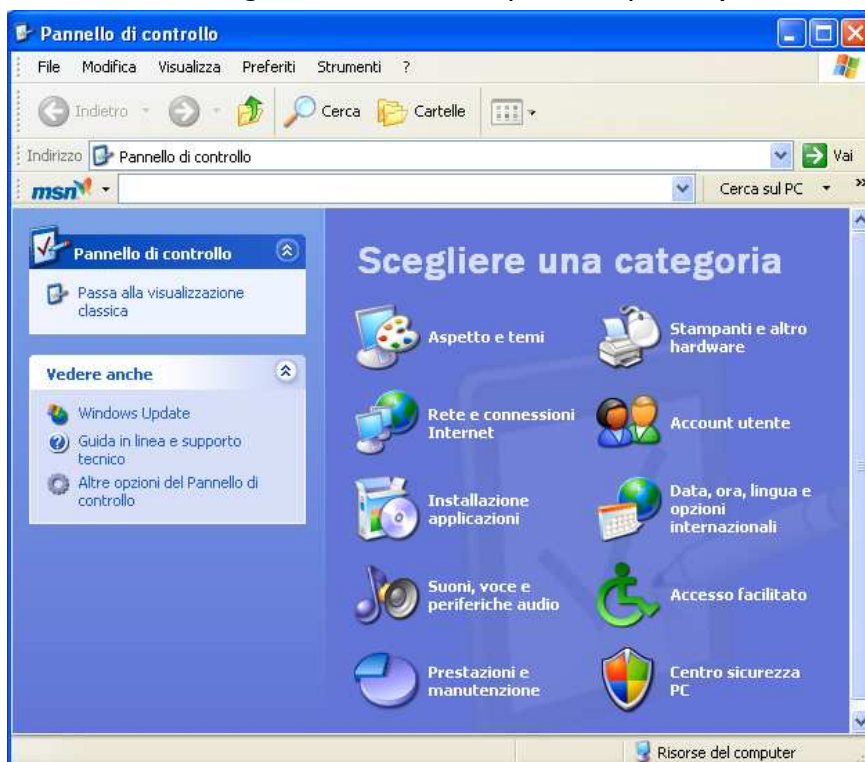 Pannello di controllo
File Modifica Visualizza Preferiti Strumenti ?
Indietro Cerca Cartelle
Indirizzo Pannello di controllo Vai
msn Cerca sul PC »
Pannello di controllo
Passa alla visualizzazione
classica
Vedere anche
Windows Update
Guida in linea e supporto
tecnico
Altre opzioni del Pannello di
controllo
Scegliere una categoria
Aspetto e temi
Stampanti e altro
hardware
Rete e connessioni
Internet
Account utente
Installazione
applicazioni
Data, ora, lingua e
opzioni
internazionali
Suoni, voce e
periferiche audio
Accesso facilitato
Prestazioni e
manutenzione
Centro sicurezza
PC
Risorse del computer